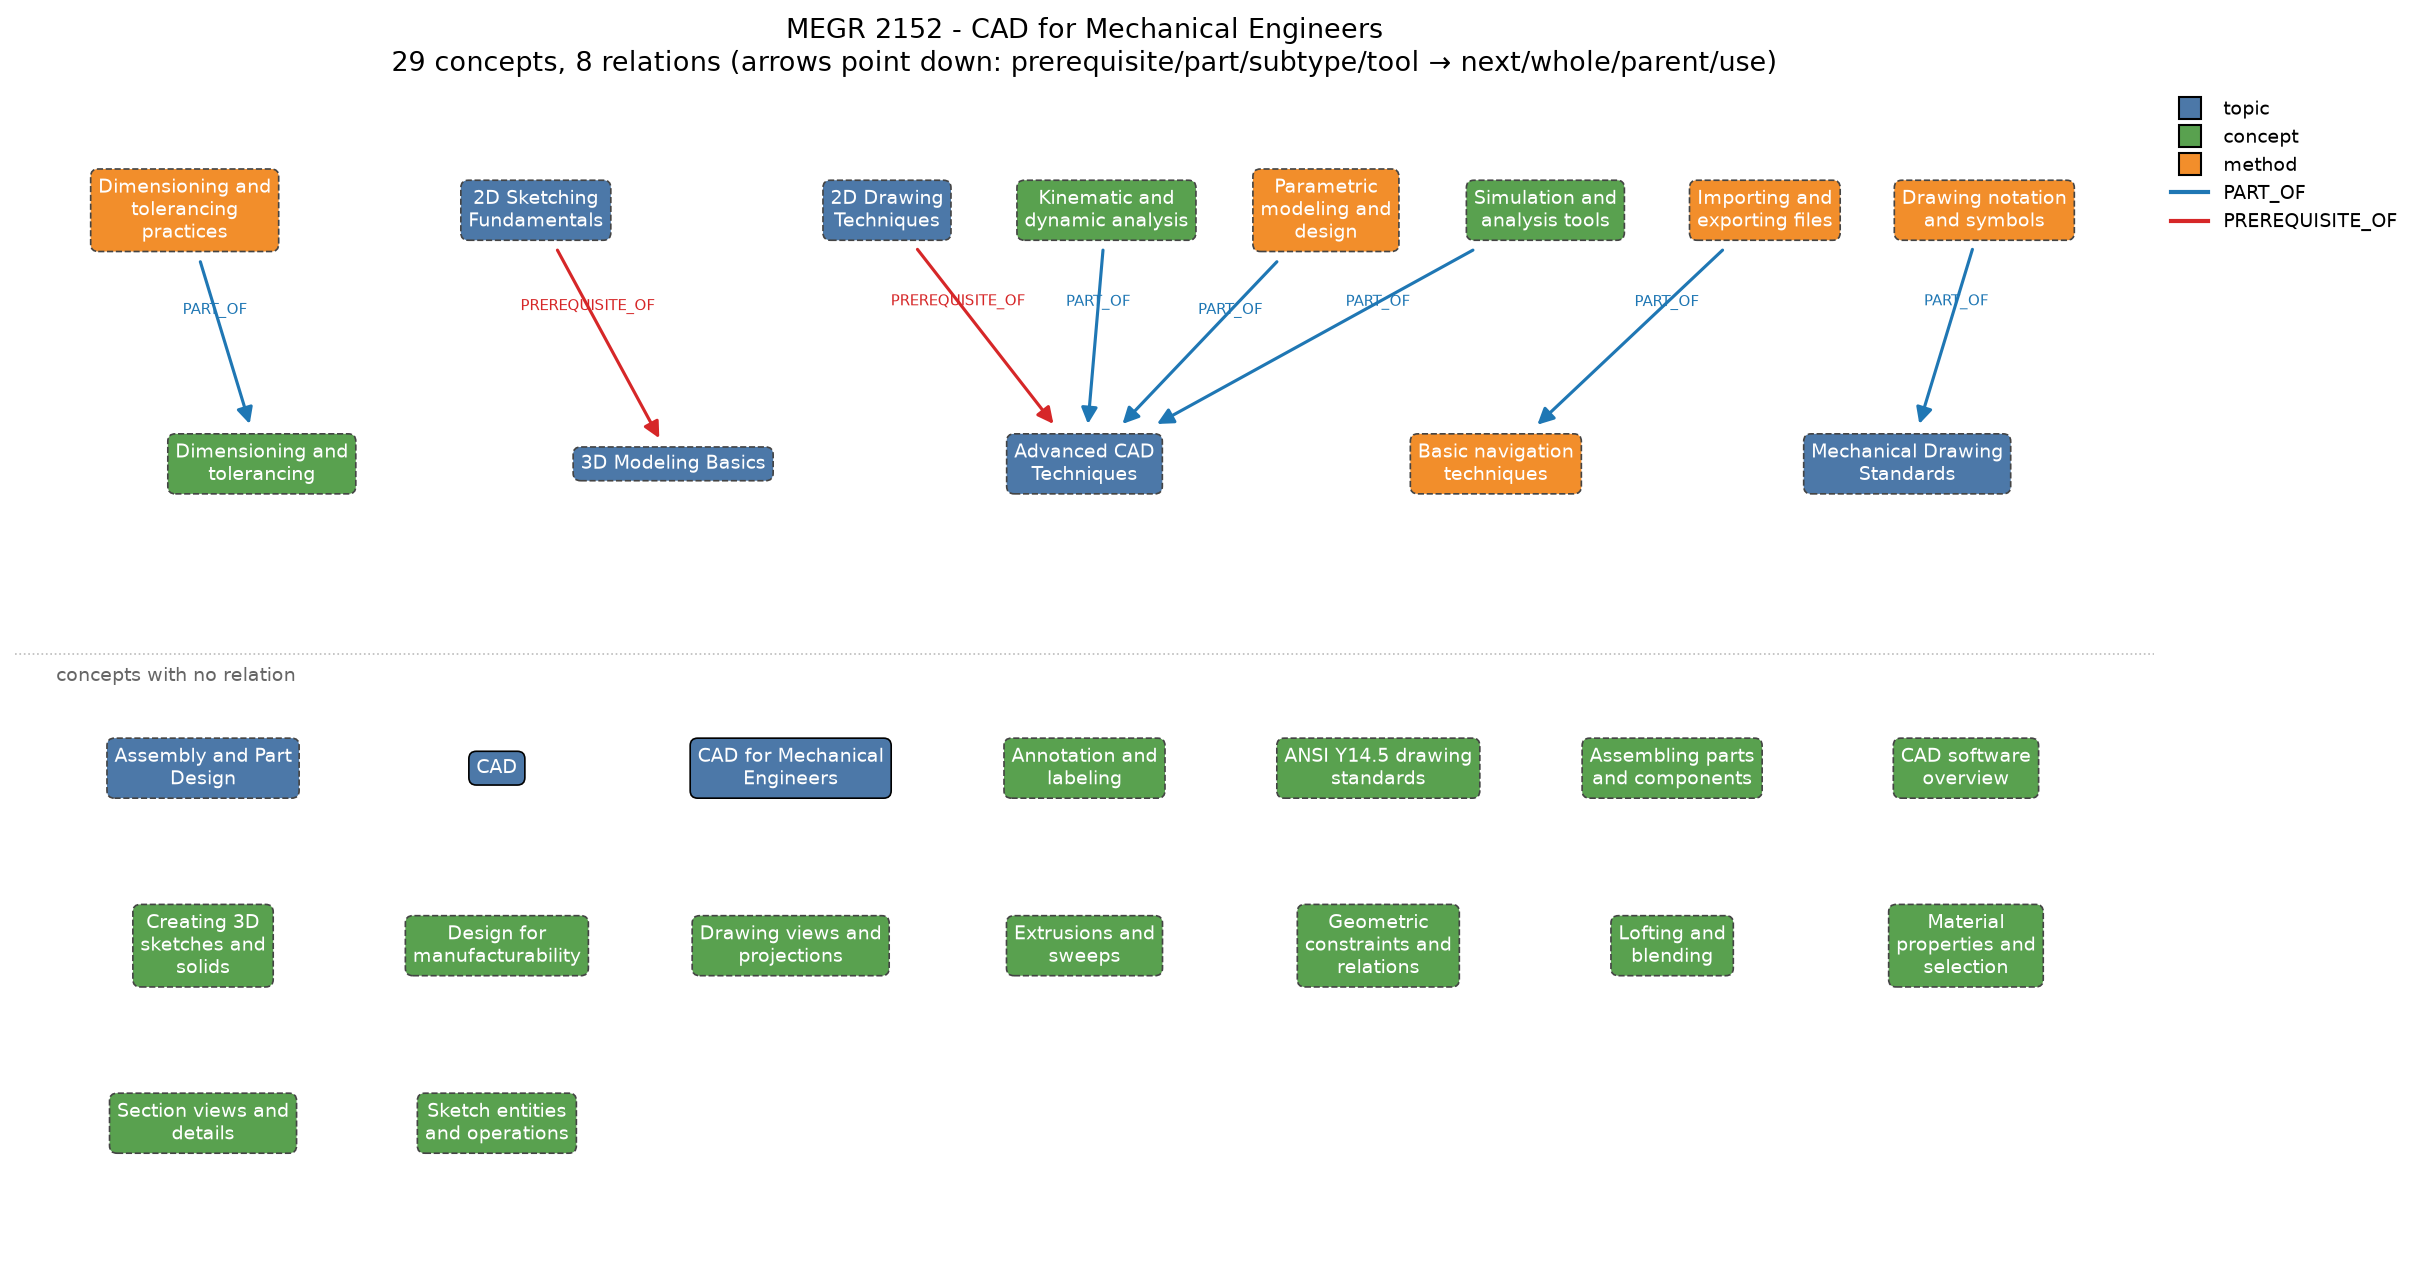 MEGR 2152 - CAD for Mechanical Engineers
29 concepts, 8 relations (arrows point down: prerequisite/part/subtype/tool → next/whole/parent/use)
topic
concept
method
PART_OF
PREREQUISITE_OF
Dimensioning and
tolerancing
practices
2D Sketching
Fundamentals
2D Drawing
Techniques
Kinematic and
dynamic analysis
Parametric
modeling and
design
Simulation and
analysis tools
Importing and
exporting files
Drawing notation
and symbols
PART_OF
PREREQUISITE_OF
PREREQUISITE_OF
PART_OF
PART_OF
PART_OF
PART_OF
PART_OF
Dimensioning and
tolerancing
3D Modeling Basics
Advanced CAD
Techniques
Basic navigation
techniques
Mechanical Drawing
Standards
concepts with no relation
Assembly and Part
Design
CAD
CAD for Mechanical
Engineers
Annotation and
labeling
ANSI Y14.5 drawing
standards
Assembling parts
and components
CAD software
overview
Creating 3D
sketches and
solids
Design for
manufacturability
Drawing views and
projections
Extrusions and
sweeps
Geometric
constraints and
relations
Lofting and
blending
Material
properties and
selection
Section views and
details
Sketch entities
and operations